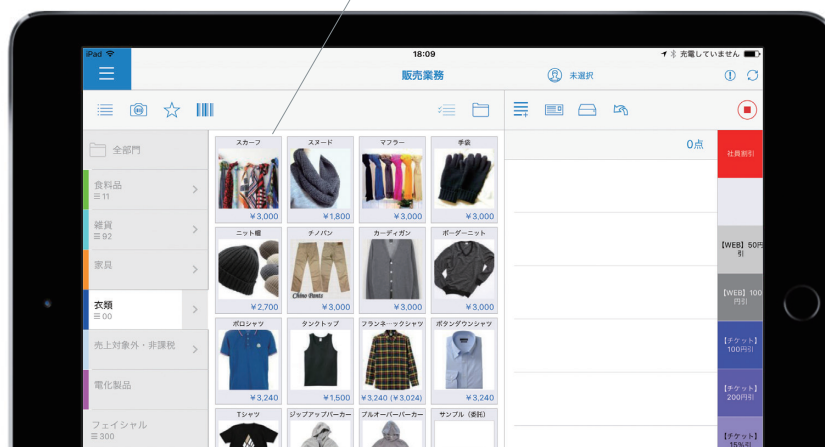 iPad 18:09 充電していません
販売業務 未選択
0点
全部門
食料品
11
雑貨
92
家具
衣類
00
売上対象外・非課税
電化製品
フェイシャル
300
スカーフ スヌード マフラー 手袋
¥3,000 ¥1,800 ¥3,000 ¥3,000
ニット帽 チノパン カーディガン ボーダーニット
Chino Pants
¥2,700 ¥3,000 ¥3,000 ¥3,000
ポロシャツ タンクトップ フランネ…ックシャツ ボタンダウンシャツ
¥3,240 ¥1,500 ¥3,240 (¥3,024) ¥3,240
Tシャツ ジップアップパーカー プルオーバーパーカー サンプル (委託)
社員割引
【WEB】50円
引
【WEB】100
円引
【チケット】
100円引
【チケット】
200円引
【チケット】
15%引